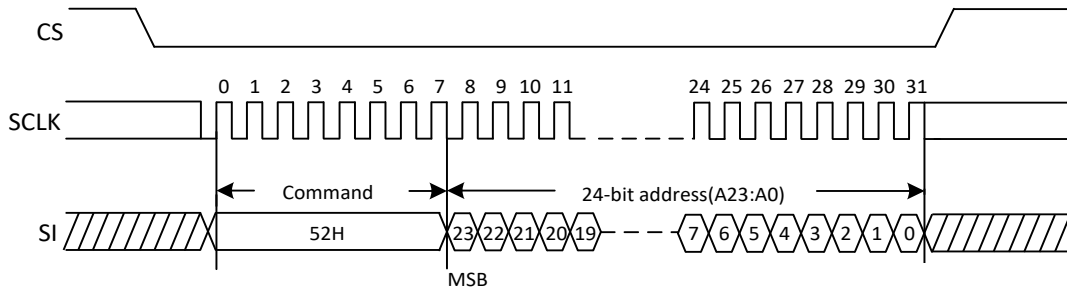 CS
0 1 2 3 4 5 6 7 8 9 10 11 24 25 26 27 28 29 30 31
SCLK
Command 24-bit address(A23:A0)
SI 52H 23 22 21 20 19 7 6 5 4 3 2 1 0
MSB